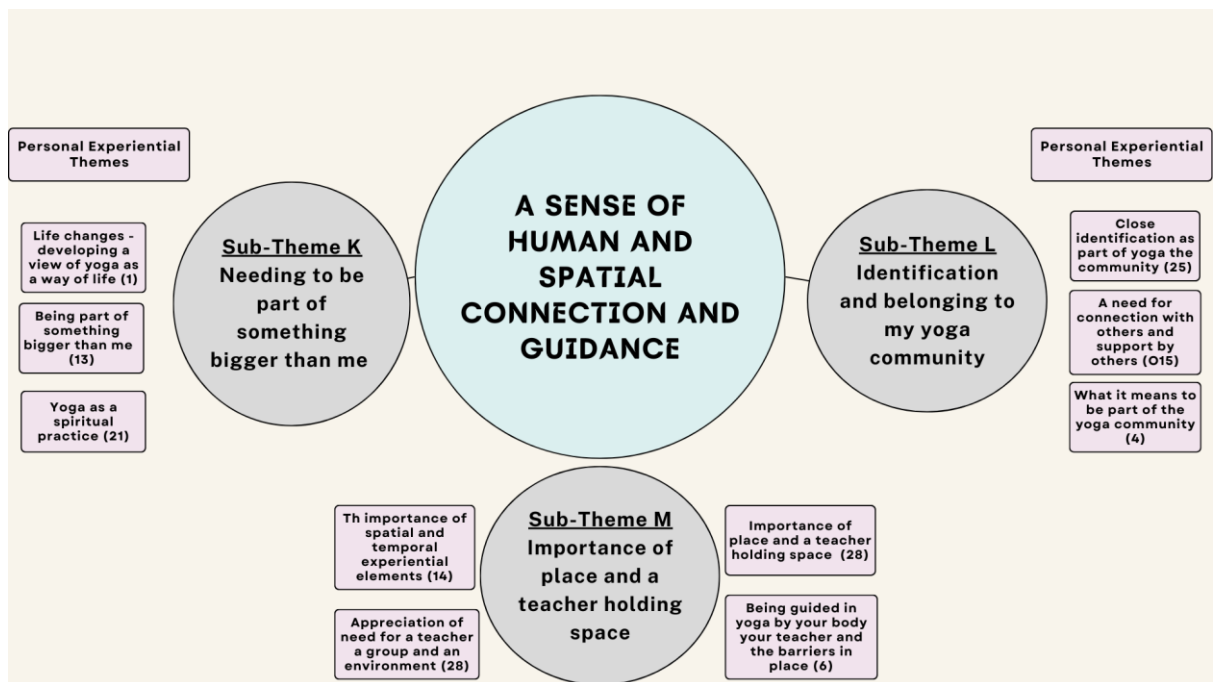 Personal Experiential
Themes
Life changes -
developing a
view of yoga as
a way of life (1)
Being part of
something
bigger than me
(13)
Yoga as a
spiritual
practice (21)
Sub-Theme K
Needing to be
part of
something
bigger than me
A SENSE OF
HUMAN AND
SPATIAL
CONNECTION AND
GUIDANCE
Sub-Theme L
Identification
and belonging to
my yoga
community
Personal Experiential
Themes
Close
identification as
part of yoga the
community (25)
A need for
connection with
others and
support by
others (O15)
What it means to
be part of the
yoga community
(4)
Th importance of
spatial and
temporal
experiential
elements (14)
Appreciation of
need for a teacher
a group and an
environment (28)
Sub-Theme M
Importance of
place and a
teacher holding
space
Importance of
place and a teacher
holding space (28)
Being guided in
yoga by your body
your teacher and
the barriers in
place (6)